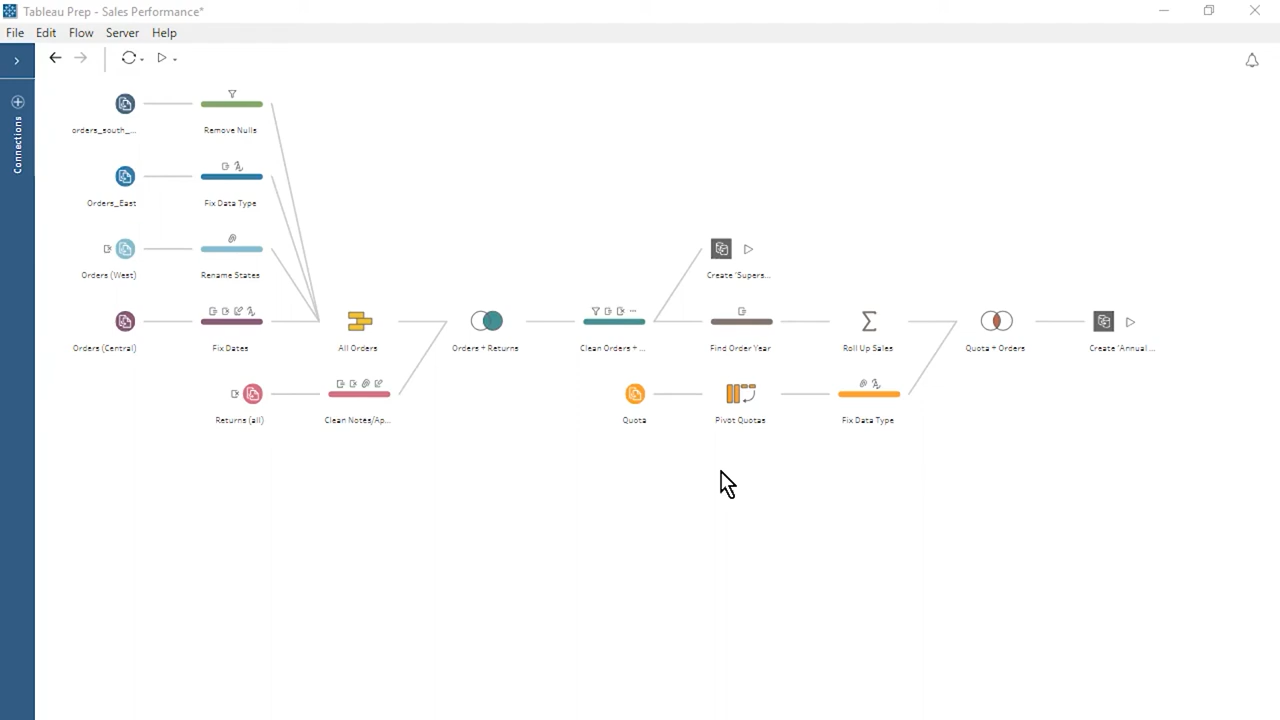 Tableau Prep - Sales Performance*
File Edit Flow Server Help
Connections
orders_south_...
Remove Nulls
Orders_East
Fix Data Type
Orders (West)
Rename States
Create 'Supers...
Orders (Central)
Fix Dates
All Orders
Orders + Returns
Clean Orders + ...
Find Order Year
Roll Up Sales
Quota + Orders
Create 'Annual ...
Returns (all)
Clean Notes/Ap...
Quota
Pivot Quotas
Fix Data Type